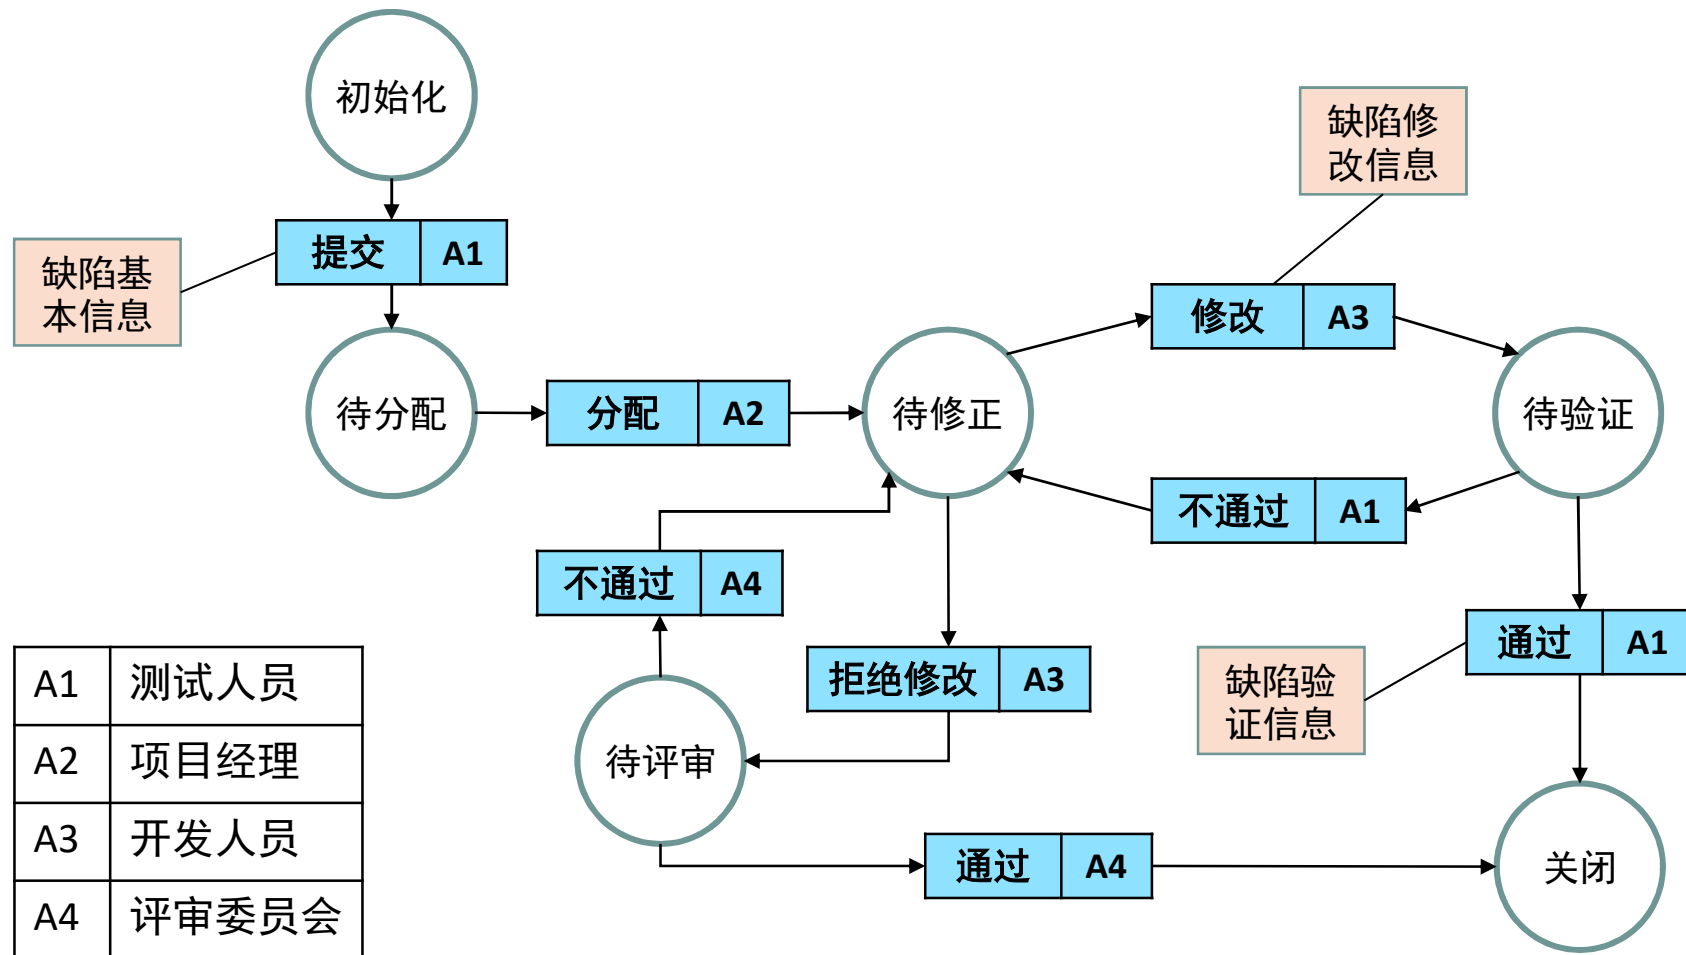 初始化
缺陷修
改信息
提交 A1
缺陷基
本信息
修改 A3
待分配
分配 A2
待修正
待验证
不通过 A1
不通过 A4
通过 A1
拒绝修改 A3
缺陷验
证信息
待评审
通过 A4
关闭
A1 测试人员
A2 项目经理
A3 开发人员
A4 评审委员会